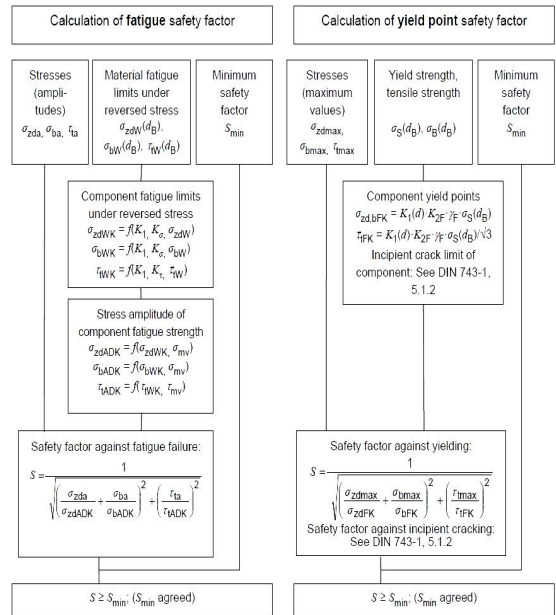 Calculation of fatigue safety factor
Stresses
(ampli-
tudes)
σzda, σba, τta
Material fatigue
limits under
reversed stress
σzdW(dB),
σbW(dB), τtW(dB)
Minimum
safety
factor
Smin
Component fatigue limits
under reversed stress
σzdWK = f(K1, Kσ, σzdW)
σbWK = f(K1, Kσ, σbW)
τtWK = f(K1, Kτ, τtW)
Stress amplitude of
component fatigue strength
σzdADK = f(σzdWK, σmv)
σbADK = f(σbWK, σmv)
τtADK = f(τtWK, τmv)
Safety factor against fatigue failure:
S = 1 / √((σzda/σzdADK + σba/σbADK)² + (τta/τtADK)²)
S ≥ Smin; (Smin agreed)
Calculation of yield point safety factor
Stresses
(maximum
values)
σzdmax,
σbmax, τtmax
Yield strength,
tensile strength
σS(dB), σB(dB)
Minimum
safety
factor
Smin
Component yield points
σzd,bFK = K1(d)·K2F·γF·σS(dB)
τtFK = K1(d)·K2F·γF·σS(dB)/√3
Incipient crack limit of
component: See DIN 743-1,
5.1.2
Safety factor against yielding:
S = 1 / √((σzdmax/σzdFK + σbmax/σbFK)² + (τtmax/τtFK)²)
Safety factor against incipient cracking:
See DIN 743-1, 5.1.2
S ≥ Smin; (Smin agreed)